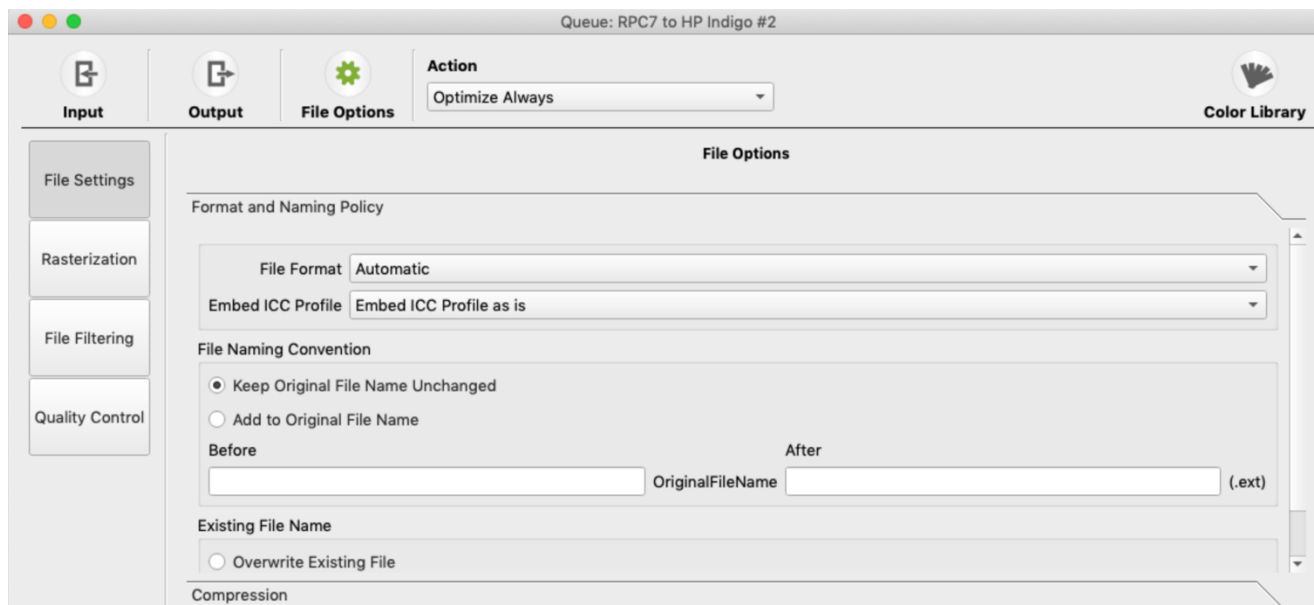 Queue: RPC7 to HP Indigo #2
Action
Optimize Always
Input
Output
File Options
Color Library
File Settings
Rasterization
File Filtering
Quality Control
File Options
Format and Naming Policy
File Format Automatic
Embed ICC Profile Embed ICC Profile as is
File Naming Convention
Keep Original File Name Unchanged
Add to Original File Name
Before After
OriginalFileName (.ext)
Existing File Name
Overwrite Existing File
Compression